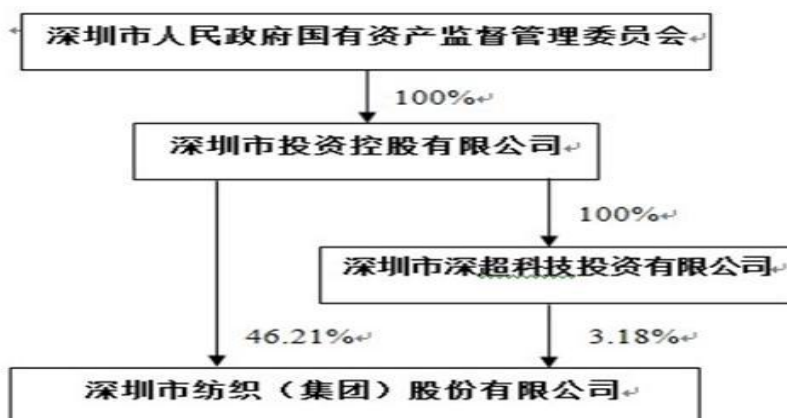 深圳市人民政府国有资产监督管理委员会
100%
深圳市投资控股有限公司
100%
深圳市深超科技投资有限公司
46.21%
3.18%
深圳市纺织（集团）股份有限公司